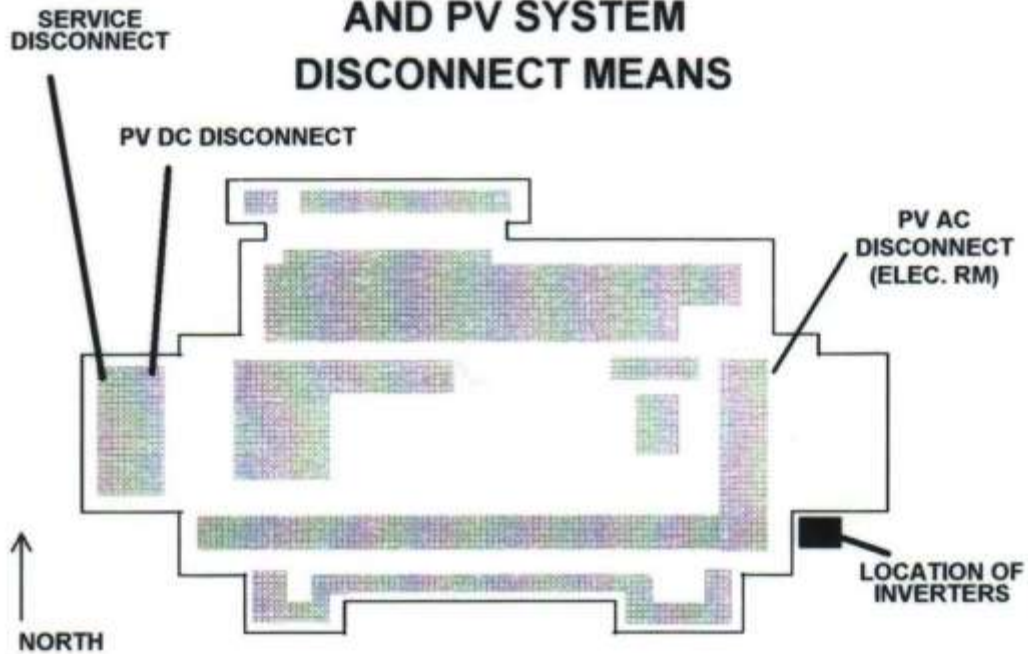 AND PV SYSTEM
DISCONNECT MEANS
SERVICE
DISCONNECT
PV DC DISCONNECT
PV AC
DISCONNECT
(ELEC. RM)
LOCATION OF
INVERTERS
NORTH